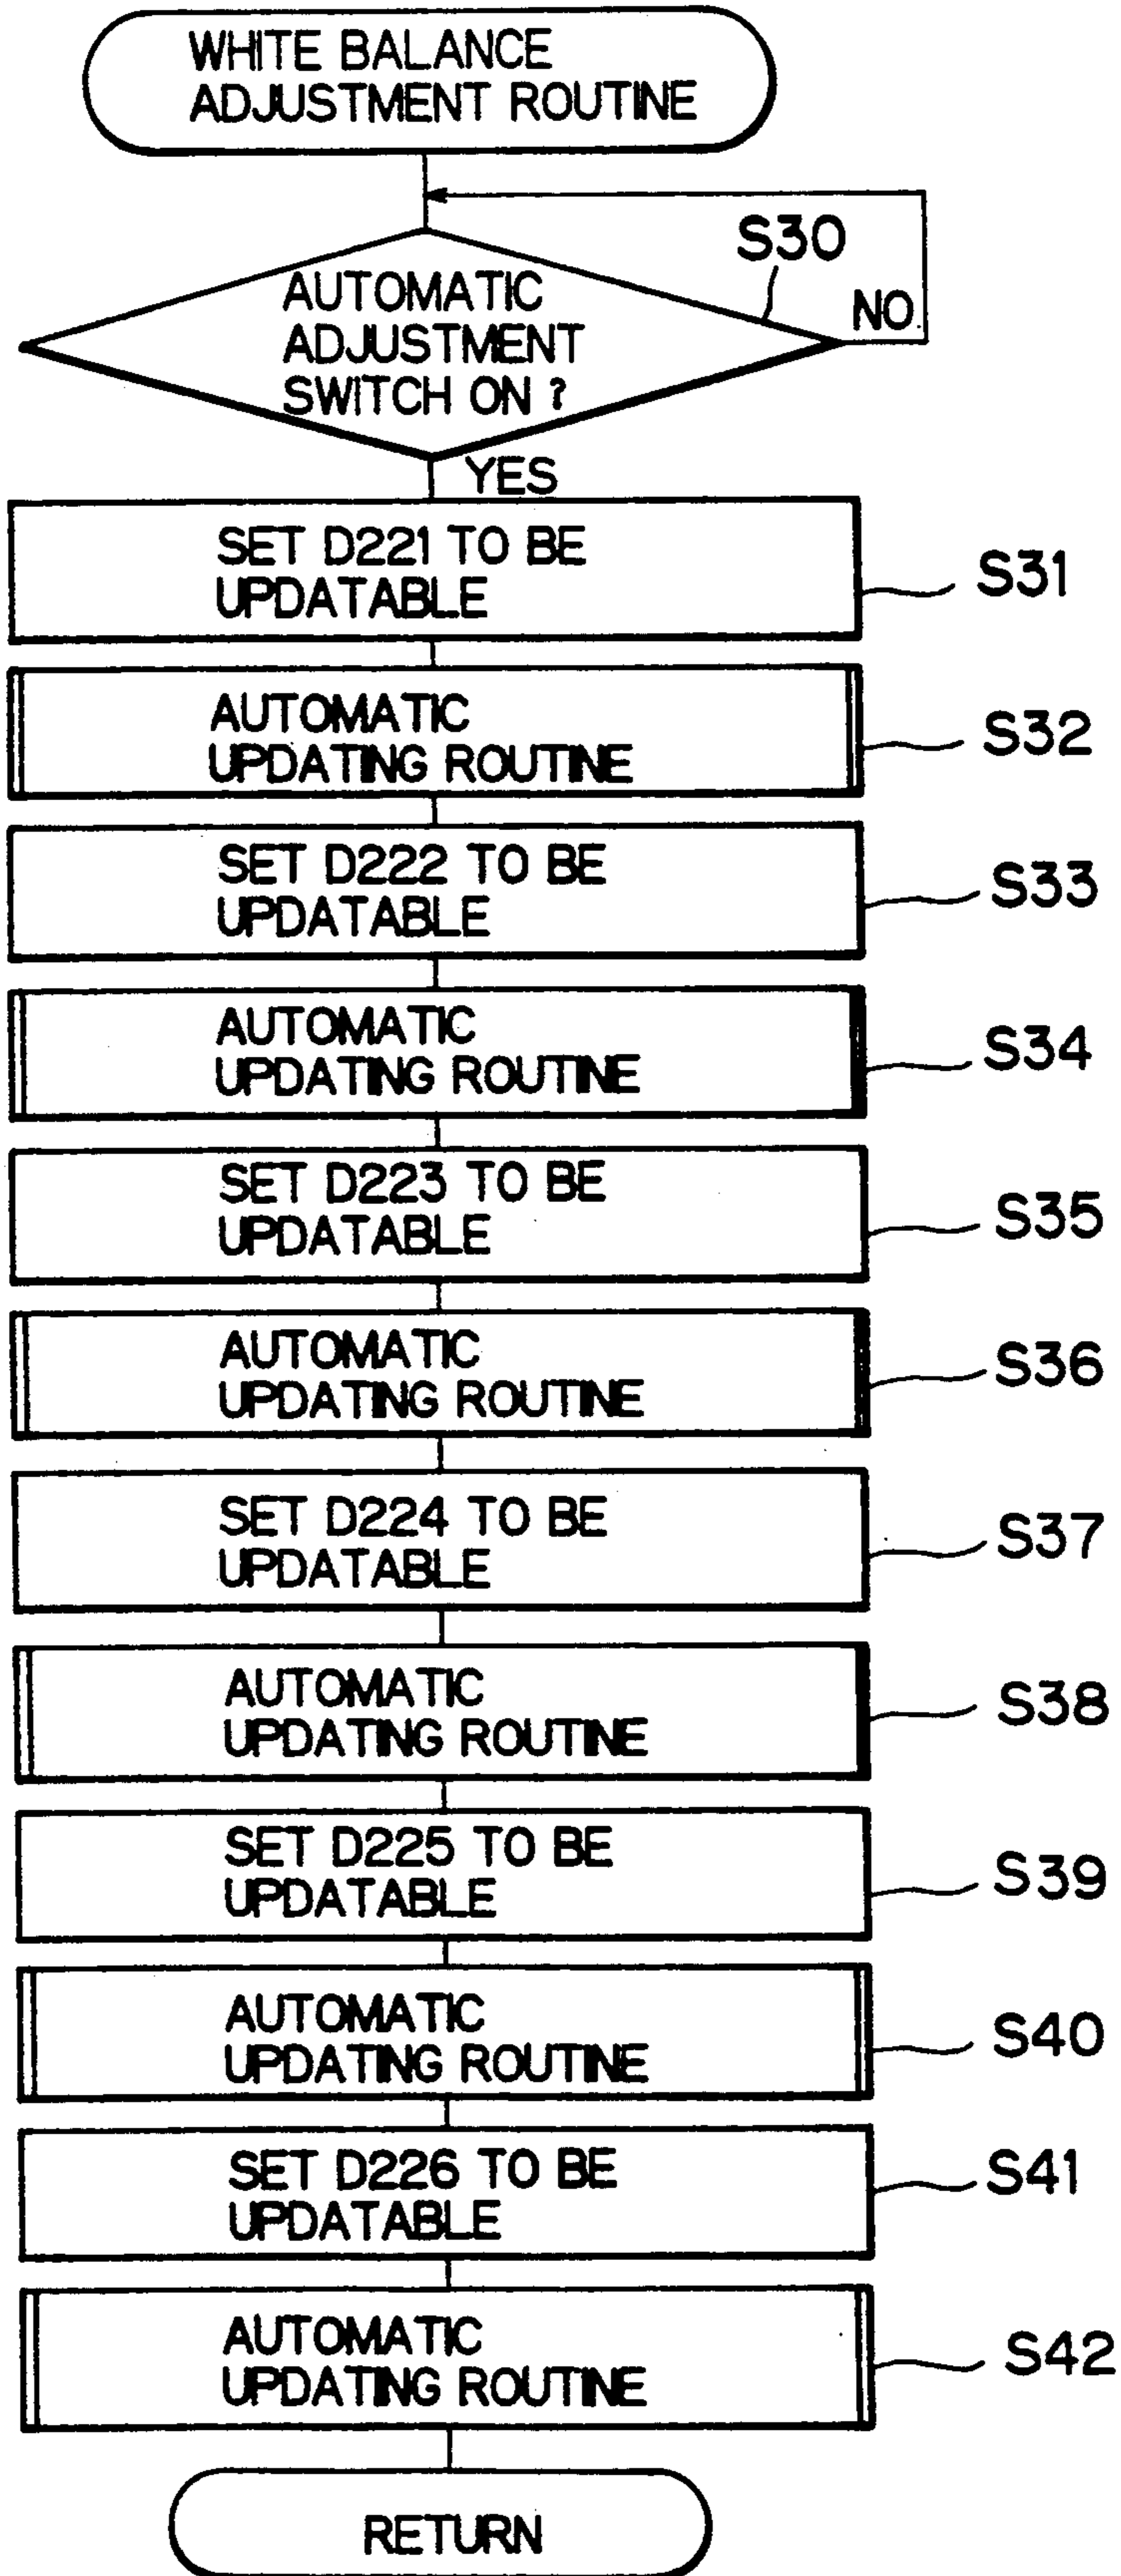 WHITE BALANCE
ADJUSTMENT ROUTINE
S30
AUTOMATIC
ADJUSTMENT
SWITCH ON ?
NO
YES
SET D221 TO BE
UPDATABLE
S31
AUTOMATIC
UPDATING ROUTINE
S32
SET D222 TO BE
UPDATABLE
S33
AUTOMATIC
UPDATING ROUTINE
S34
SET D223 TO BE
UPDATABLE
S35
AUTOMATIC
UPDATING ROUTINE
S36
SET D224 TO BE
UPDATABLE
S37
AUTOMATIC
UPDATING ROUTINE
S38
SET D225 TO BE
UPDATABLE
S39
AUTOMATIC
UPDATING ROUTINE
S40
SET D226 TO BE
UPDATABLE
S41
AUTOMATIC
UPDATING ROUTINE
S42
RETURN